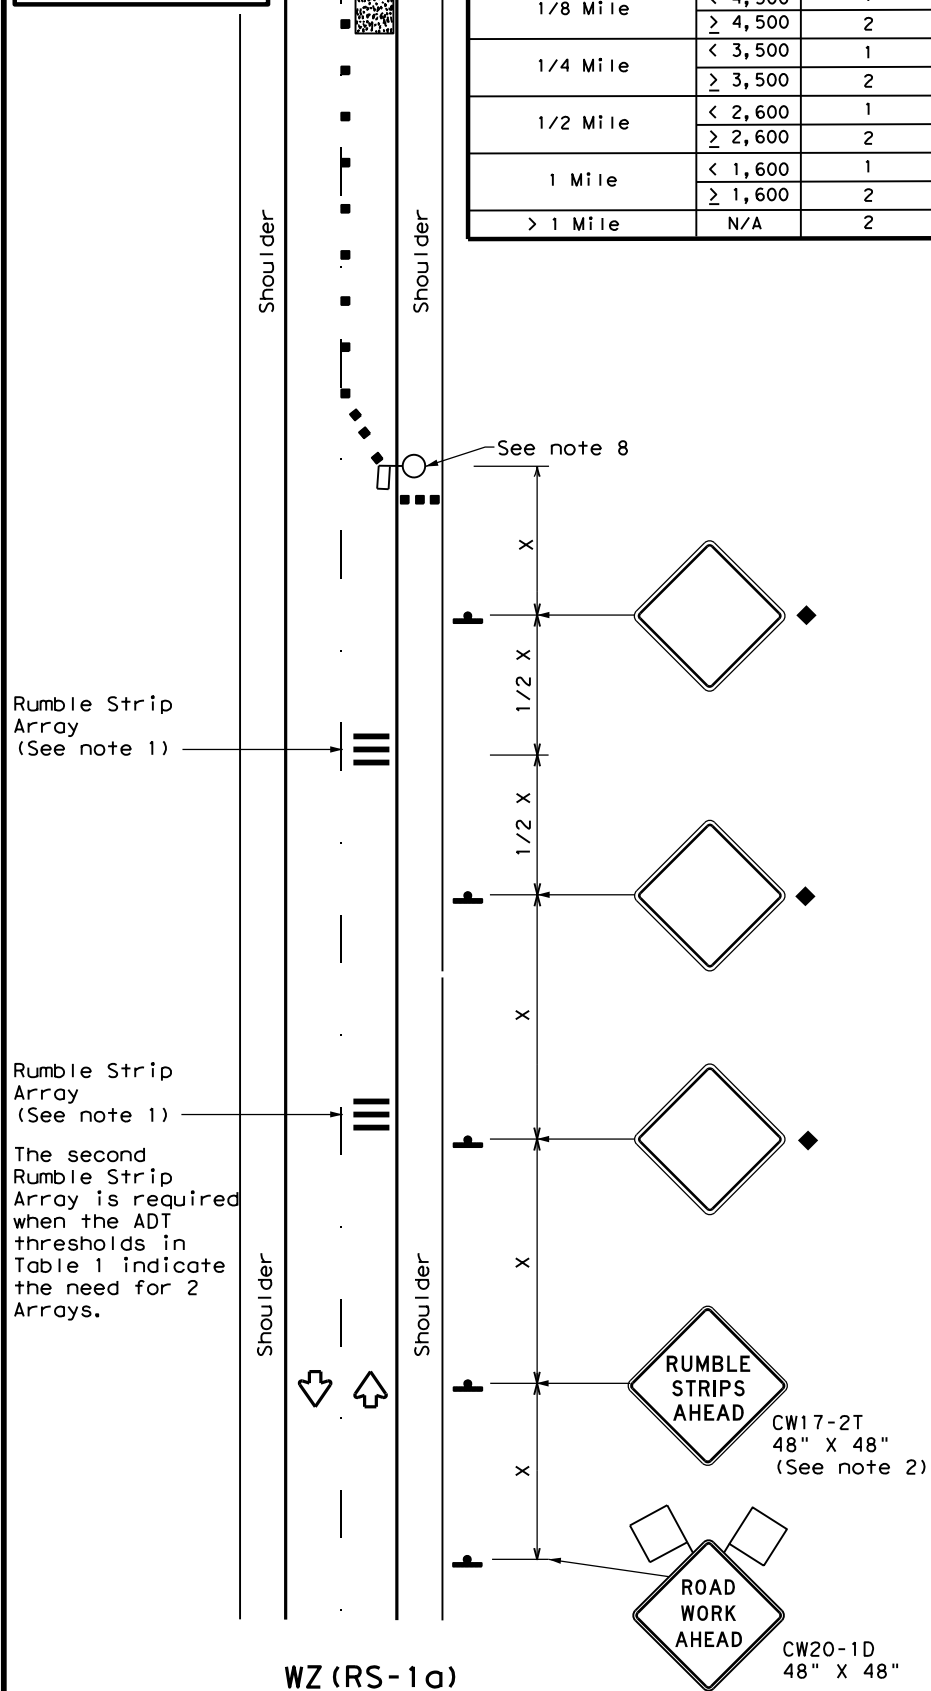 1/8 Mile
< 4,500 1
≥ 4,500 2
1/4 Mile
< 3,500 1
≥ 3,500 2
1/2 Mile
< 2,600 1
≥ 2,600 2
1 Mile
< 1,600 1
≥ 1,600 2
> 1 Mile N/A 2
Shoulder
Shoulder
See note 8
X
1/2 X
Rumble Strip
Array
(See note 1)
1/2 X
X
Rumble Strip
Array
(See note 1)
The second
Rumble Strip
Array is required
when the ADT
thresholds in
Table 1 indicate
the need for 2
Arrays.
Shoulder
Shoulder
X
RUMBLE
STRIPS
AHEAD
CW17-2T
48" X 48"
(See note 2)
X
ROAD
WORK
AHEAD
CW20-1D
48" X 48"
WZ(RS-1a)